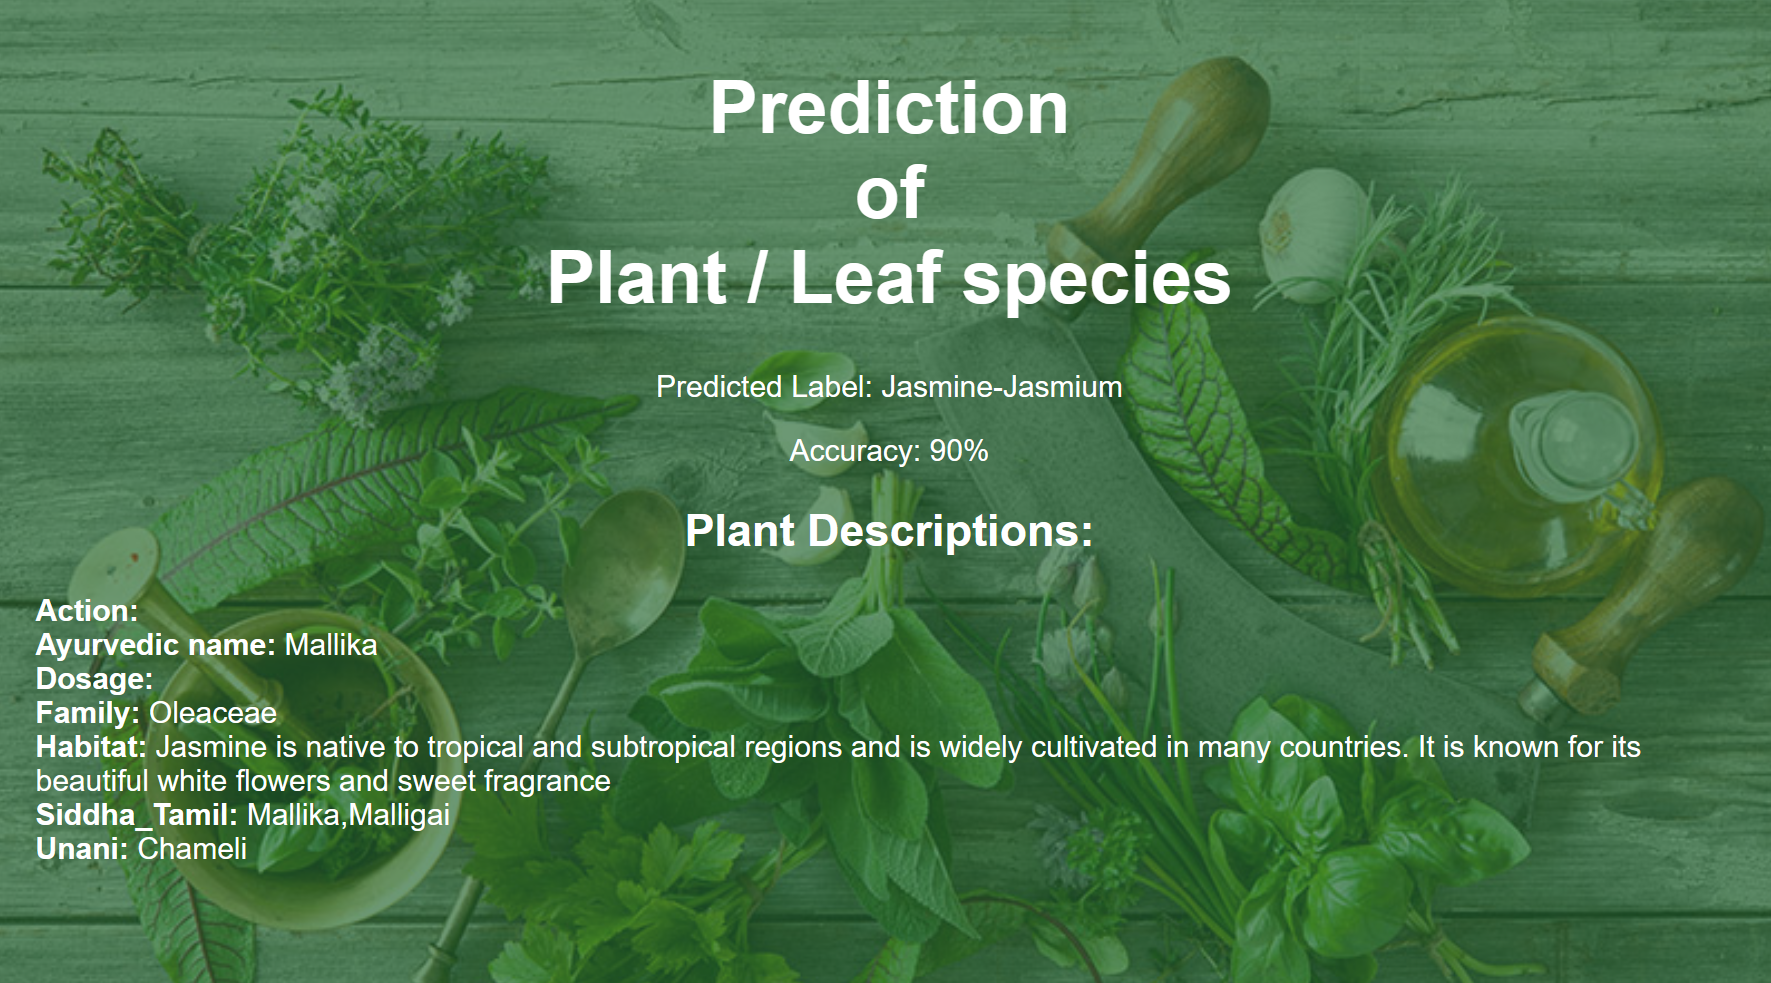 Prediction
of
Plant / Leaf species
Predicted Label: Jasmine-Jasmium
Accuracy: 90%
Plant Descriptions:
Action:
Ayurvedic name: Mallika
Dosage:
Family: Oleaceae
Habitat: Jasmine is native to tropical and subtropical regions and is widely cultivated in many countries. It is known for its
beautiful white flowers and sweet fragrance
Siddha_Tamil: Mallika,Malligai
Unani: Chameli